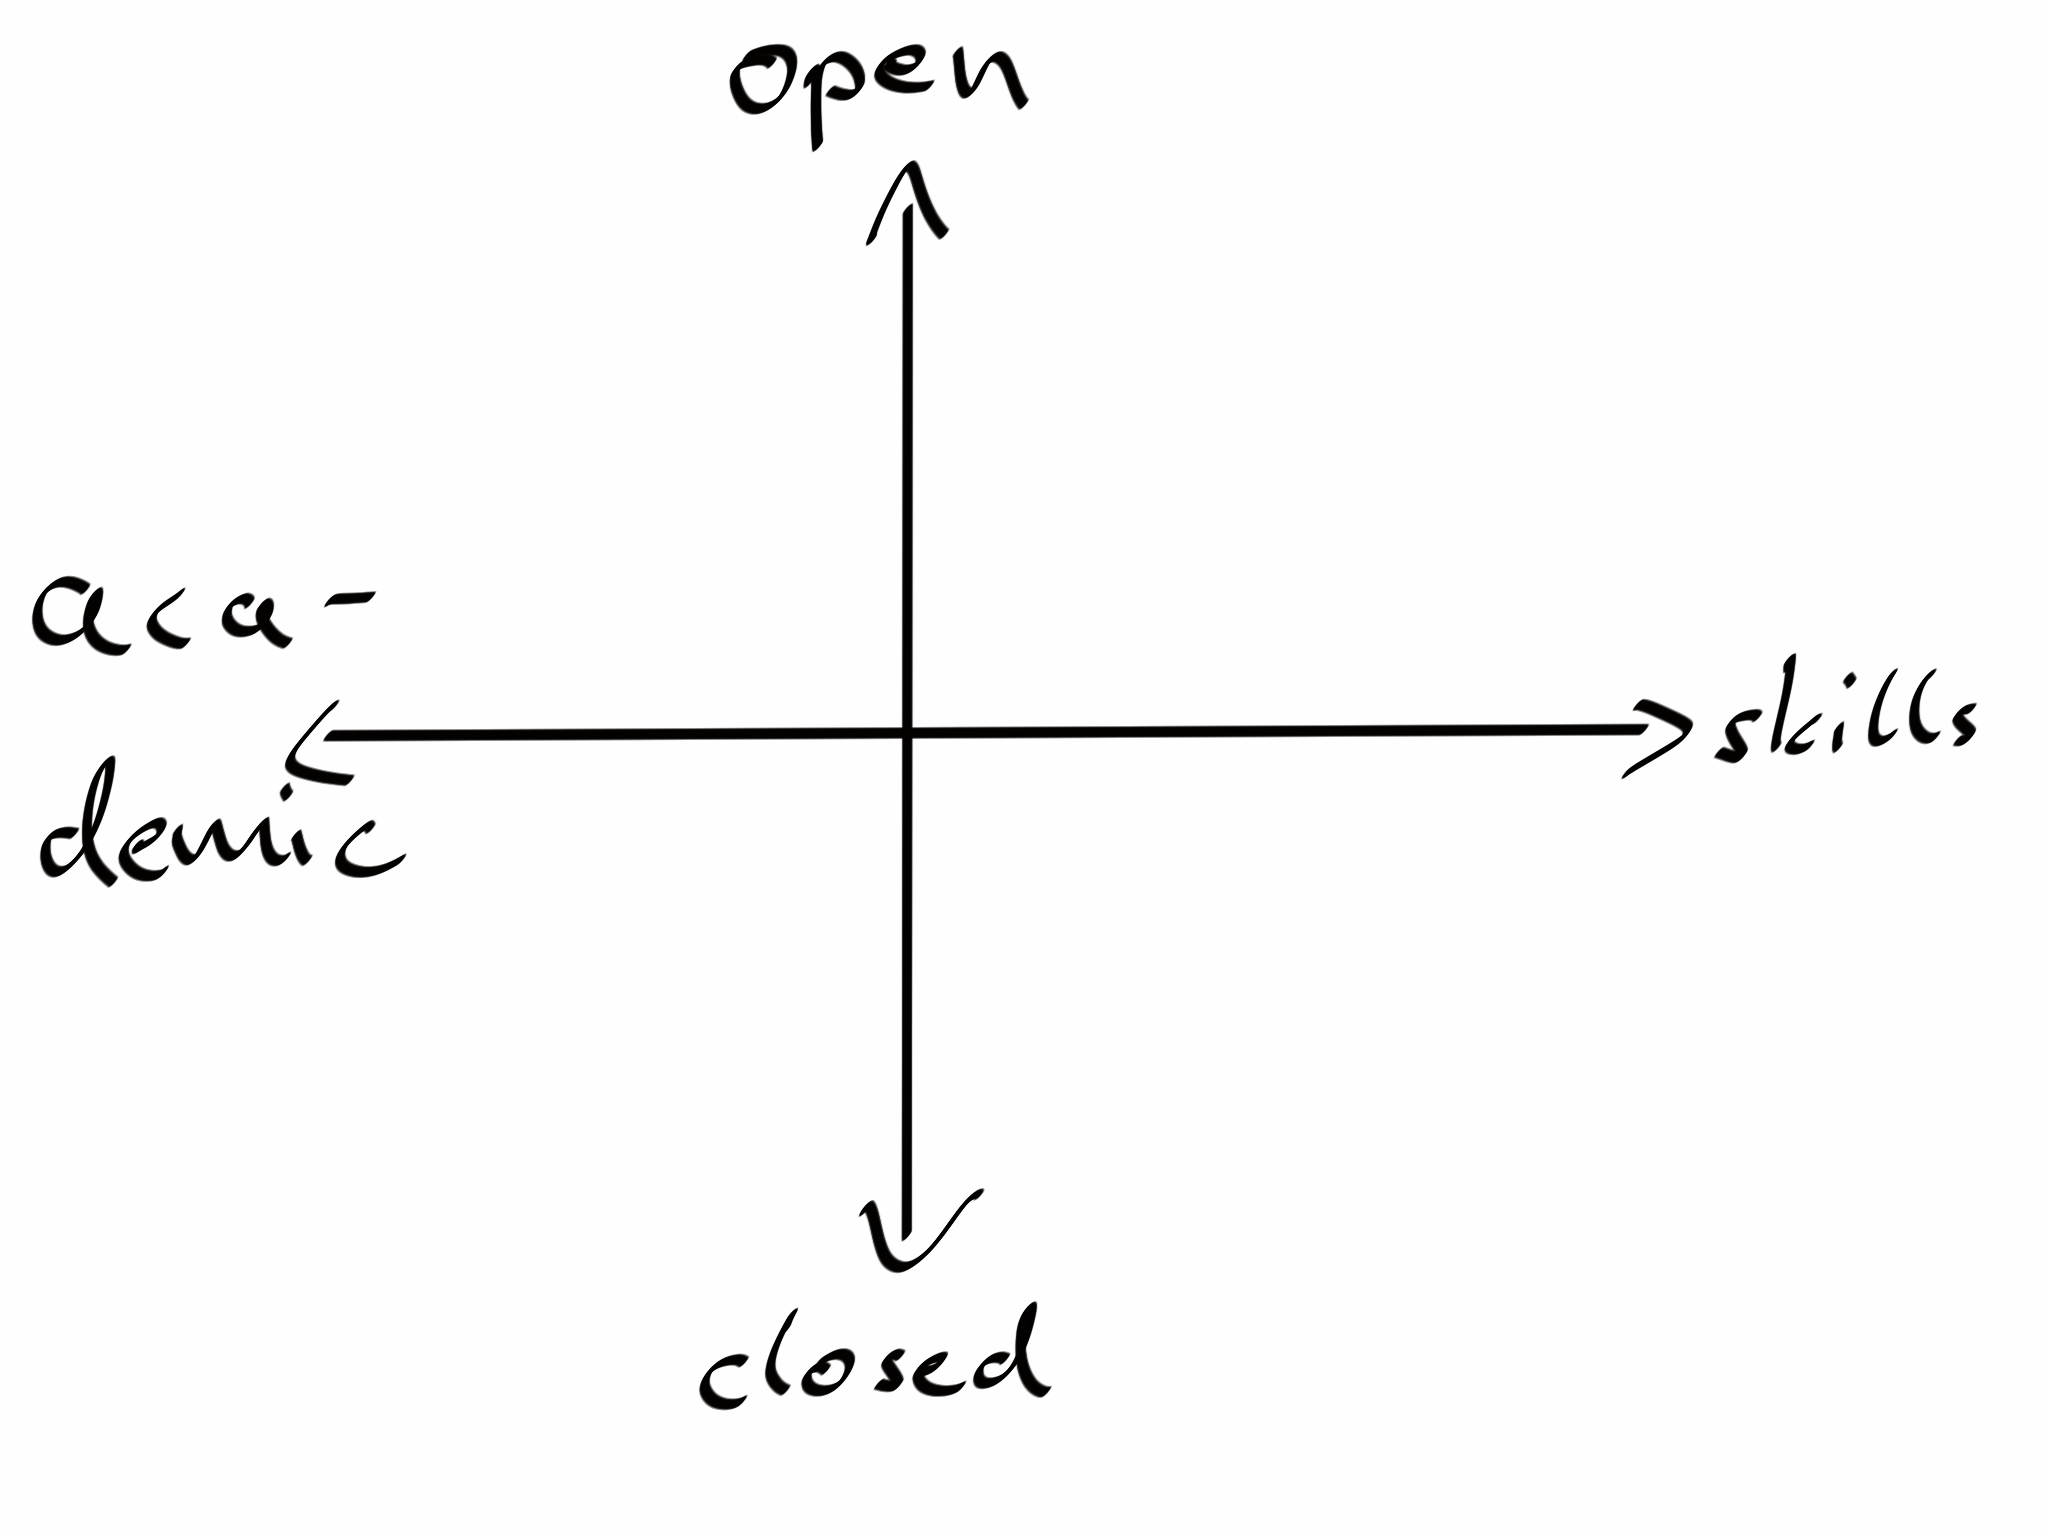 open
aca-
skills
demic
closed